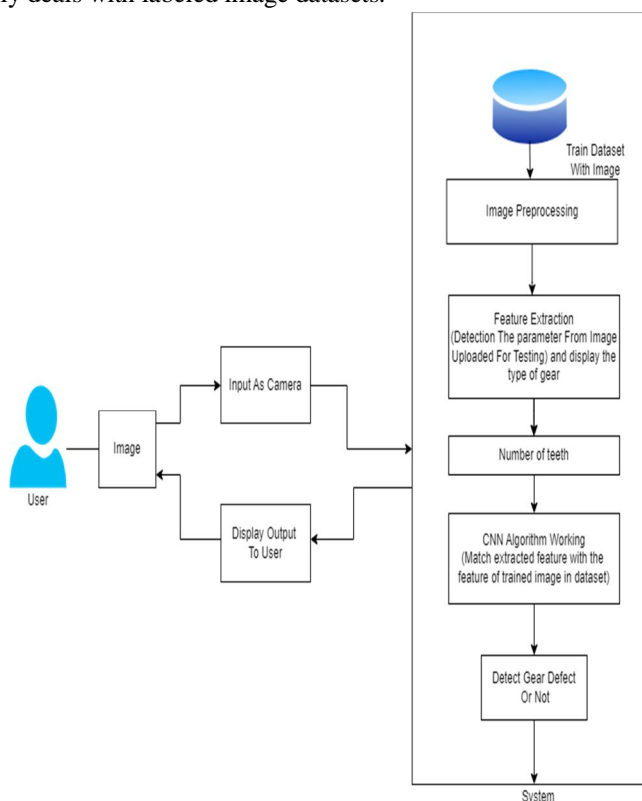 deals with labeled image datasets.
Train Dataset
With Image
Image Preprocessing
Feature Extraction
(Detection The parameter From Image
Uploaded For Testing) and display the
type of gear
Input As Camera
Image
User
Number of teeth
Display Output
To User
CNN Algorithm Working
(Match extracted feature with the
feature of trained image in dataset)
Detect Gear Defect
Or Not
System